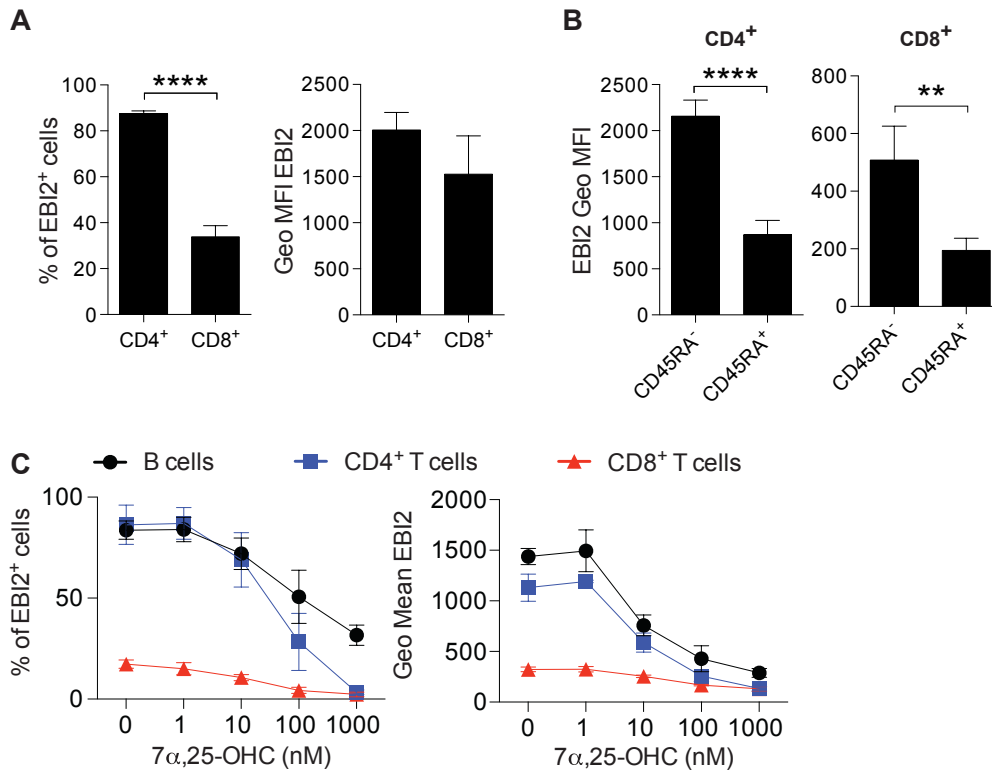 A
% of EBI2⁺ cells
100
80
60
40
20
0
****
CD4⁺ CD8⁺
Geo MFI EBI2
2500
2000
1500
1000
500
0
CD4⁺ CD8⁺
B
CD4⁺
EBI2 Geo MFI
2500
2000
1500
1000
500
0
****
CD45RA⁻
CD45RA⁺
CD8⁺
800
600
400
200
0
**
CD45RA⁻
CD45RA⁺
C
B cells CD4⁺ T cells CD8⁺ T cells
% of EBI2⁺ cells
100
50
0
0 1 10 100 1000
7α,25-OHC (nM)
Geo Mean EBI2
2000
1500
1000
500
0
0 1 10 100 1000
7α,25-OHC (nM)